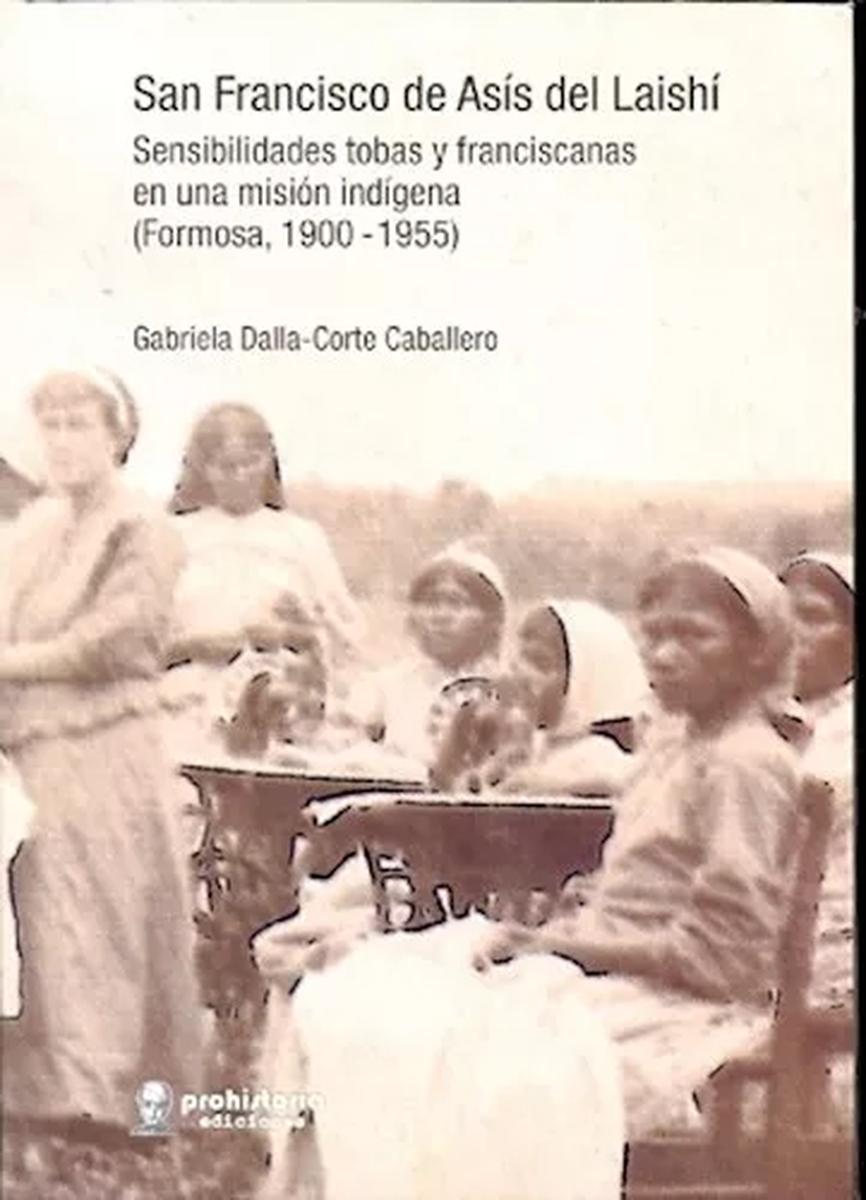 San Francisco de Asís del Laishí
Sensibilidades tobas y franciscanas
en una misión indígena
(Formosa, 1900 -1955)
Gabriela Dalla-Corte Caballero
prohistoria
ediciones